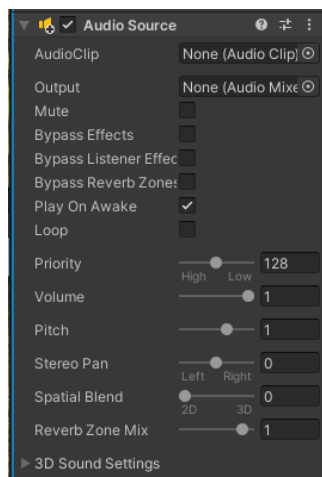 Audio Source
AudioClip None (Audio Clip)
Output None (Audio Mixe
Mute
Bypass Effects
Bypass Listener Effec
Bypass Reverb Zones
Play On Awake
Loop
Priority 128
High Low
Volume 1
Pitch 1
Stereo Pan 0
Left Right
Spatial Blend 0
2D 3D
Reverb Zone Mix 1
3D Sound Settings